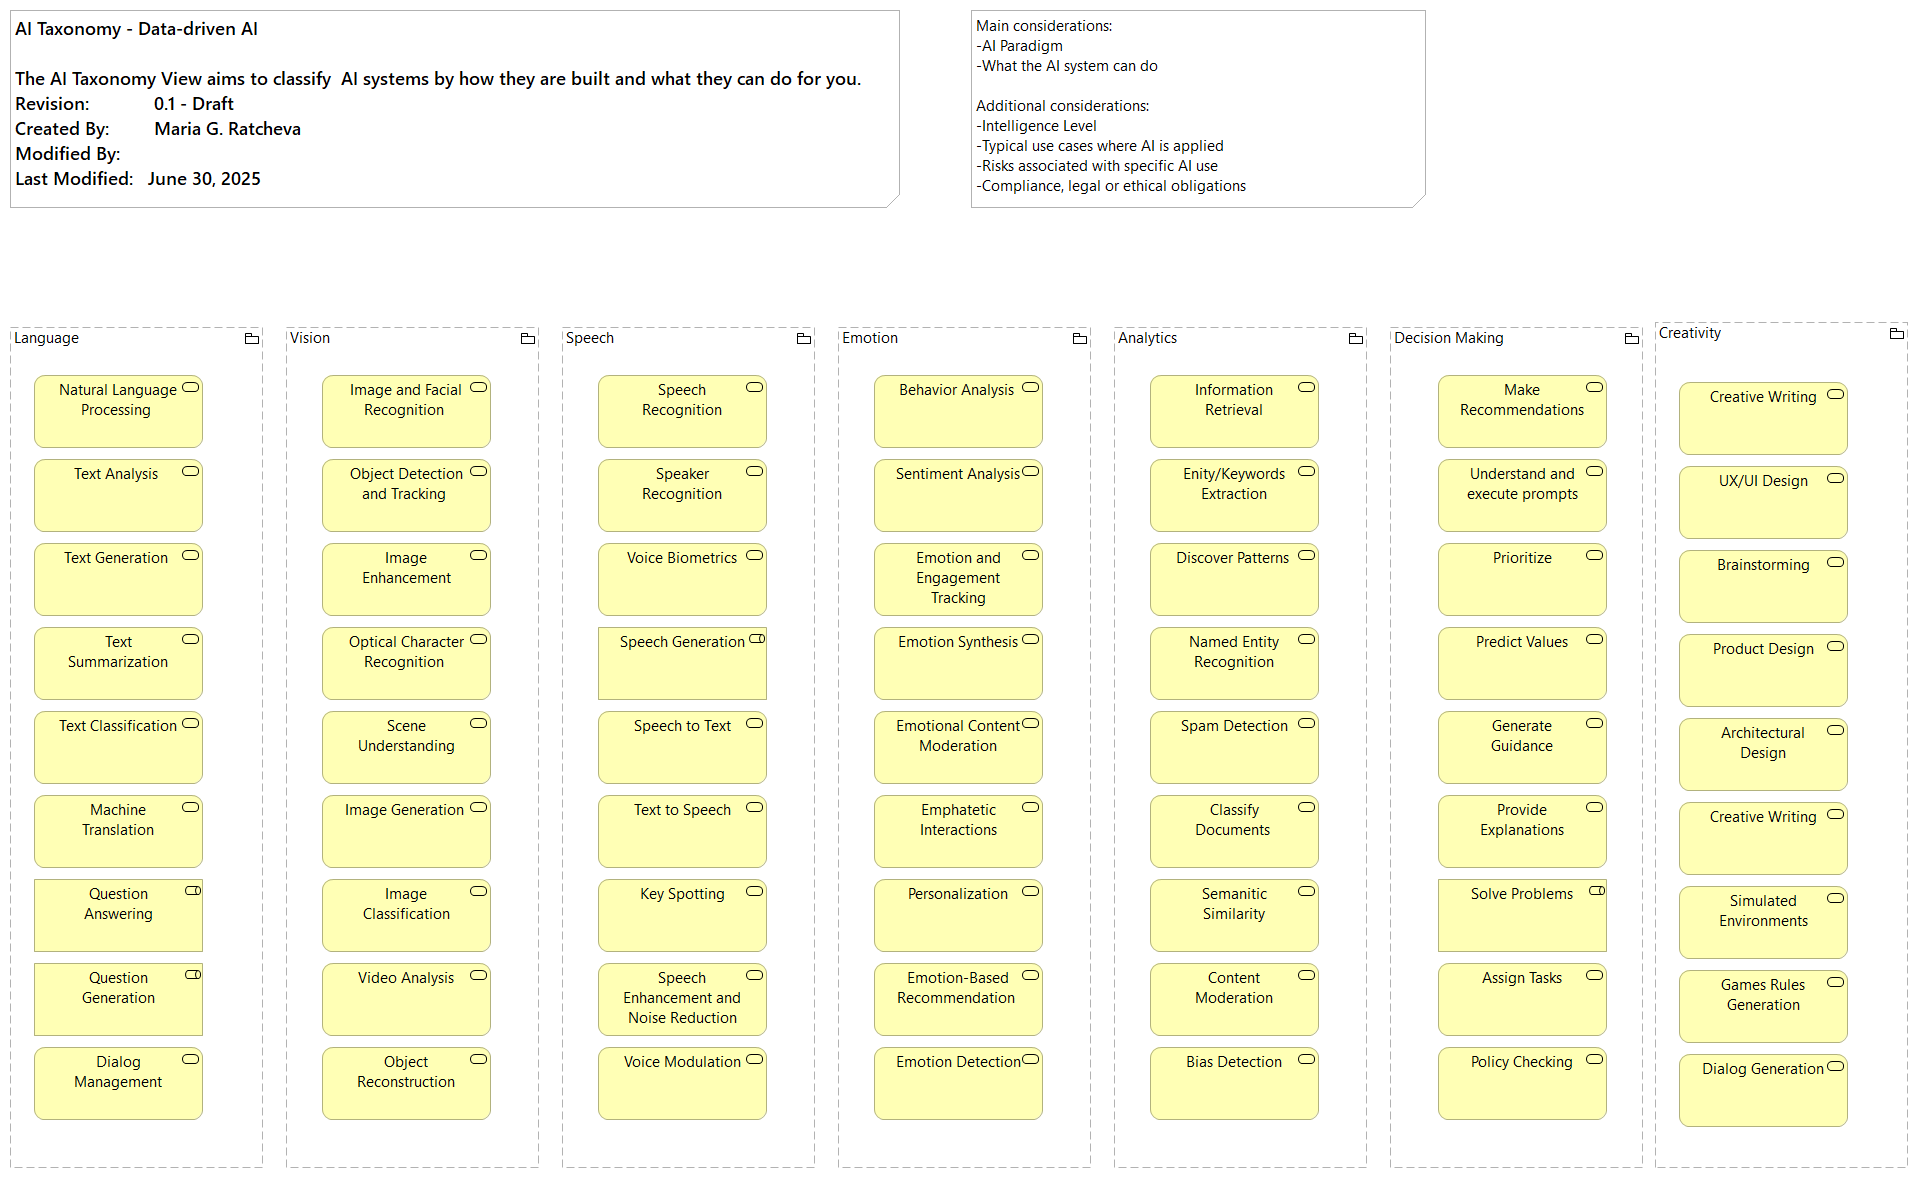 AI Taxonomy - Data-driven AI
The AI Taxonomy View aims to classify  AI systems by how they are built and what they can do for you.
Revision: 0.1 - Draft
Created By: Maria G. Ratcheva
Modified By:
Last Modified: June 30, 2025
Main considerations:
-AI Paradigm
-What the AI system can do
Additional considerations:
-Intelligence Level
-Typical use cases where AI is applied
-Risks associated with specific AI use
-Compliance, legal or ethical obligations
Language
Natural Language
Processing
Text Analysis
Text Generation
Text
Summarization
Text Classification
Machine
Translation
Question
Answering
Question
Generation
Dialog
Management
Vision
Image and Facial
Recognition
Object Detection
and Tracking
Image
Enhancement
Optical Character
Recognition
Scene
Understanding
Image Generation
Image
Classification
Video Analysis
Object
Reconstruction
Speech
Speech
Recognition
Speaker
Recognition
Voice Biometrics
Speech Generation
Speech to Text
Text to Speech
Key Spotting
Speech
Enhancement and
Noise Reduction
Voice Modulation
Emotion
Behavior Analysis
Sentiment Analysis
Emotion and
Engagement
Tracking
Emotion Synthesis
Emotional Content
Moderation
Emphatetic
Interactions
Personalization
Emotion-Based
Recommendation
Emotion Detection
Analytics
Information
Retrieval
Enity/Keywords
Extraction
Discover Patterns
Named Entity
Recognition
Spam Detection
Classify
Documents
Semanitic
Similarity
Content
Moderation
Bias Detection
Decision Making
Make
Recommendations
Understand and
execute prompts
Prioritize
Predict Values
Generate
Guidance
Provide
Explanations
Solve Problems
Assign Tasks
Policy Checking
Creativity
Creative Writing
UX/UI Design
Brainstorming
Product Design
Architectural
Design
Creative Writing
Simulated
Environments
Games Rules
Generation
Dialog Generation